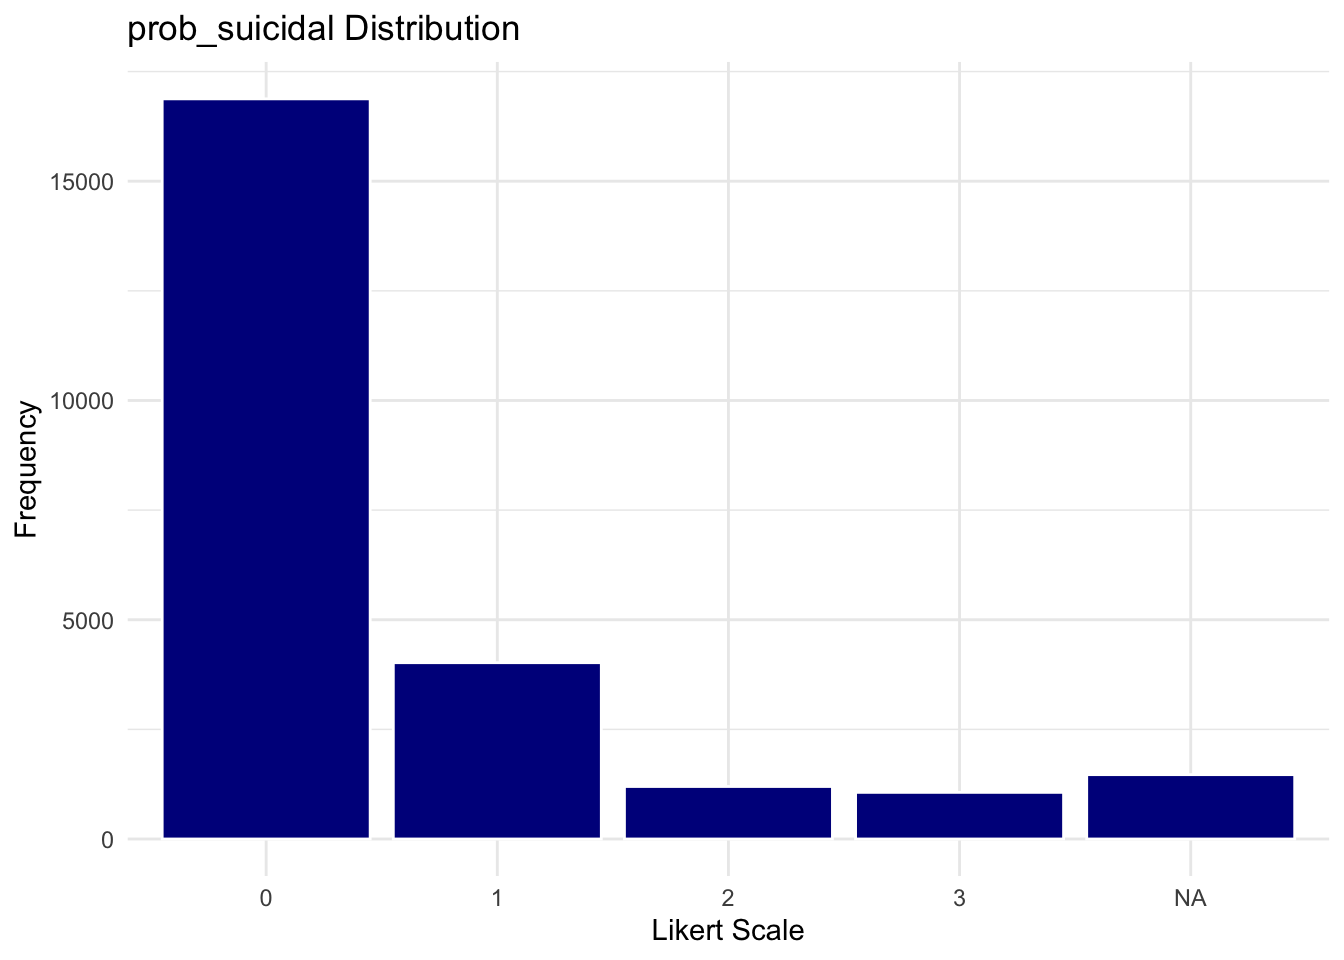 prob_suicidal Distribution
Frequency
15000
10000
5000
0
0 1 2 3 NA
Likert Scale